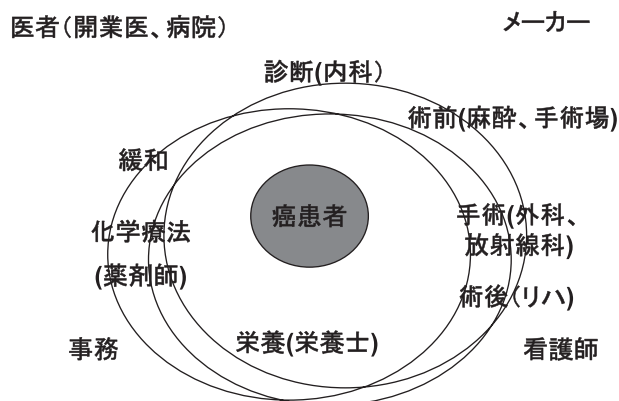 医者(開業医、病院)
メーカー
診断(内科)
術前(麻酔、手術場)
緩和
癌患者
手術(外科、
放射線科)
化学療法
(薬剤師)
術後(リハ)
栄養(栄養士)
事務
看護師